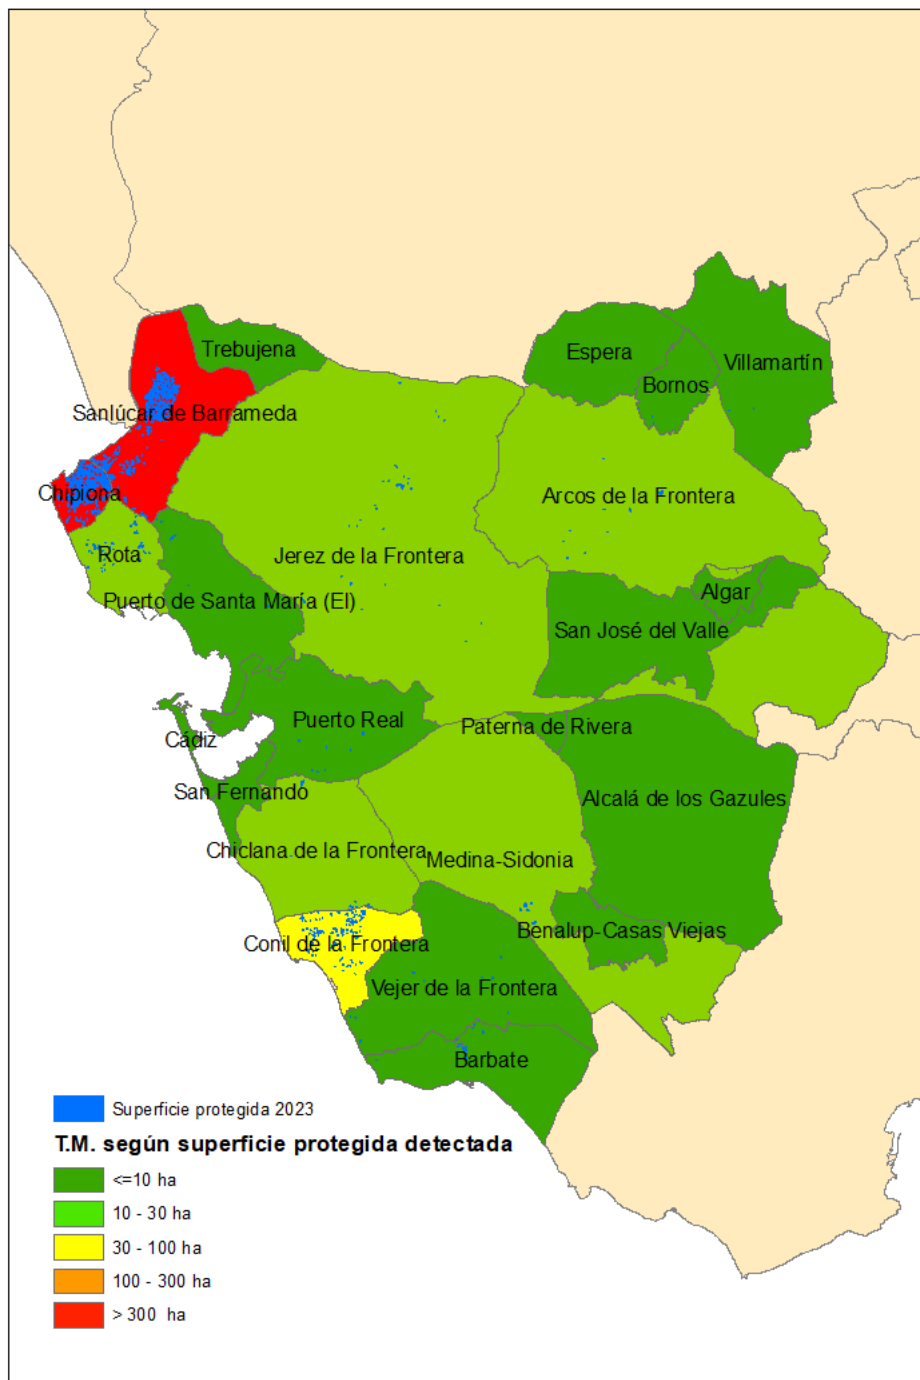 Trebujena
Espera
Villamartín
Bornos
Sanlúcar de Barrameda
Chipiona
Arcos de la Frontera
Rota
Jerez de la Frontera
Algar
Puerto de Santa María (El)
San José del Valle
Puerto Real
Paterna de Rivera
Cádiz
San Fernando
Alcalá de los Gazules
Chiclana de la Frontera
Medina-Sidonia
Benalup-Casas Viejas
Conil de la Frontera
Vejer de la Frontera
Barbate
Superficie protegida 2023
T.M. según superficie protegida detectada
<=10 ha
10 - 30 ha
30 - 100 ha
100 - 300 ha
> 300 ha